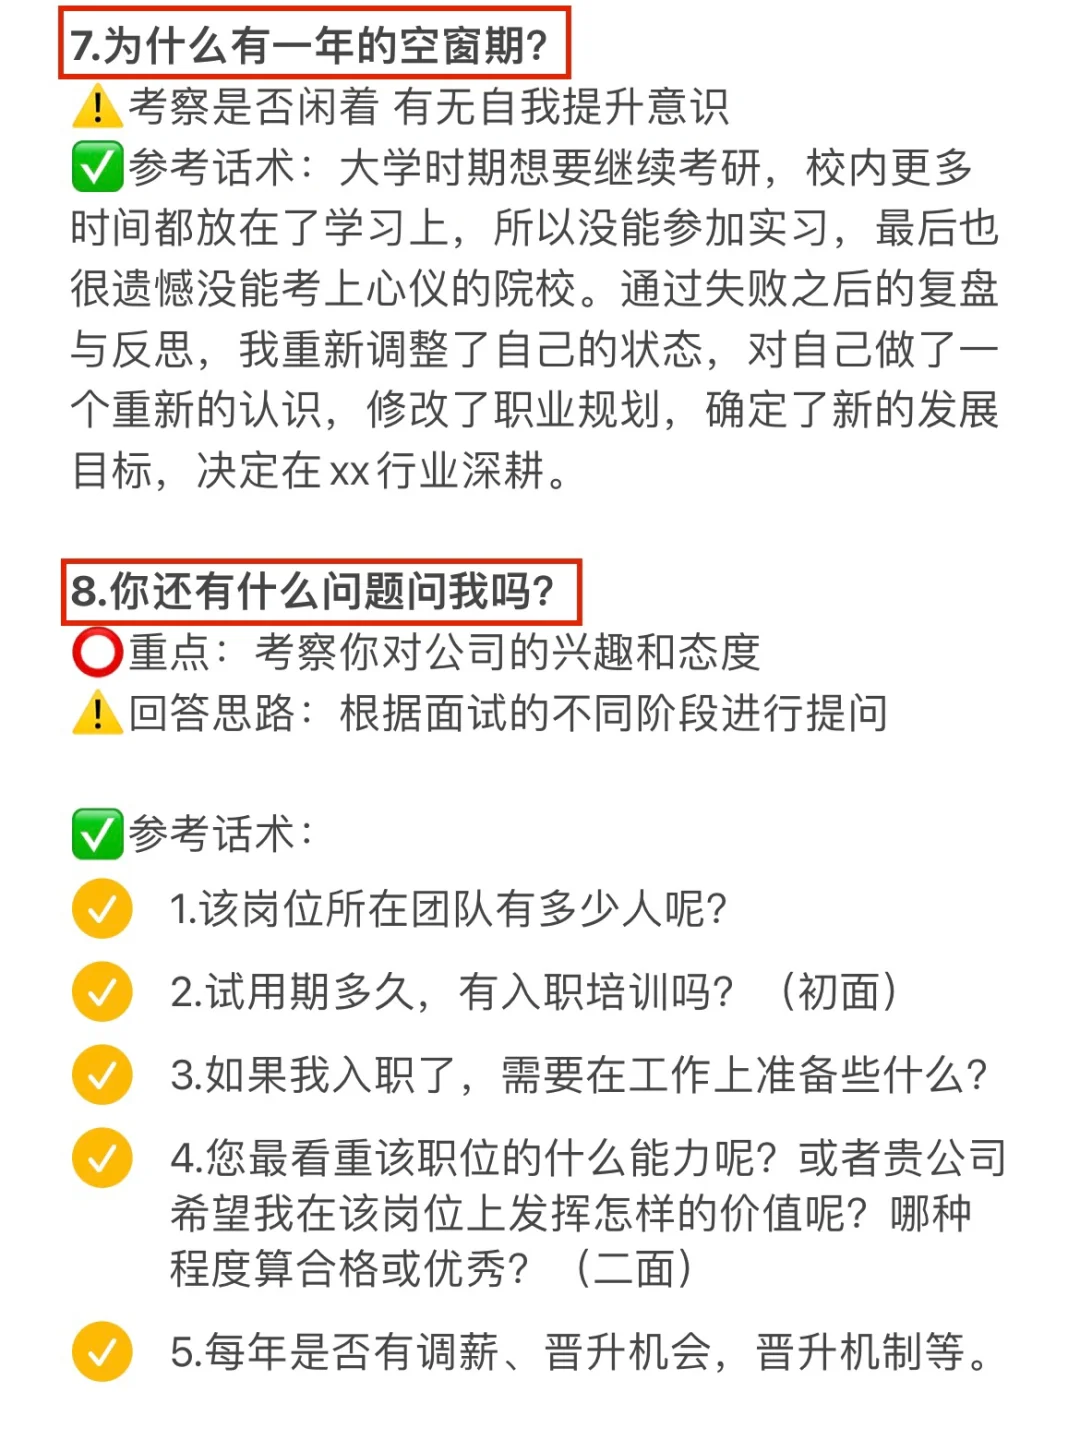 7.为什么有一年的空窗期？
⚠️考察是否闲着 有无自我提升意识
✅参考话术：大学时期想要继续考研，校内更多
时间都放在了学习上，所以没能参加实习，最后也
很遗憾没能考上心仪的院校。通过失败之后的复盘
与反思，我重新调整了自己的状态，对自己做了一
个重新的认识，修改了职业规划，确定了新的发展
目标，决定在xx行业深耕。
8.你还有什么问题问我吗？
⭕重点：考察你对公司的兴趣和态度
⚠️回答思路：根据面试的不同阶段进行提问
✅参考话术：
1.该岗位所在团队有多少人呢？
2.试用期多久，有入职培训吗？（初面）
3.如果我入职了，需要在工作上准备些什么？
4.您最看重该职位的什么能力呢？或者贵公司
希望我在该岗位上发挥怎样的价值呢？哪种
程度算合格或优秀？（二面）
5.每年是否有调薪、晋升机会，晋升机制等。